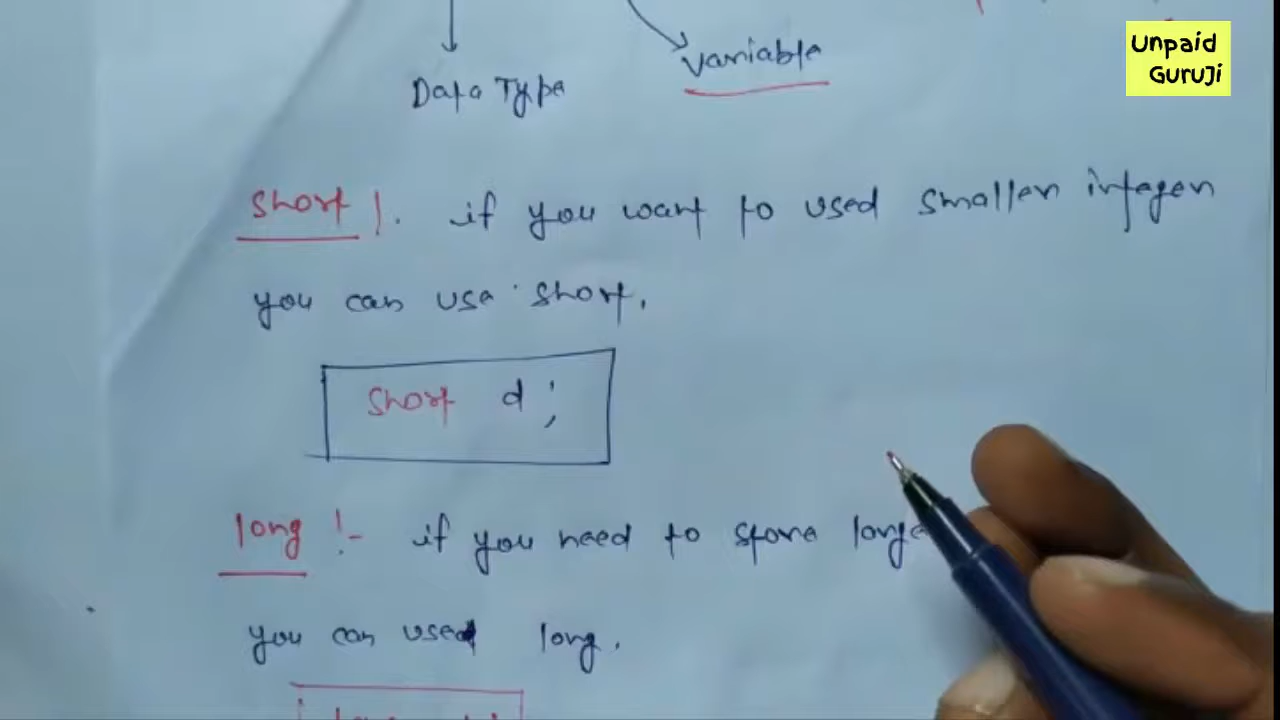 Unpaid
GuruJi
Variable
Data Type
short :- if you want to used smaller integer
you can use short.
short d ;
long :- if you need to store large
you can used long.